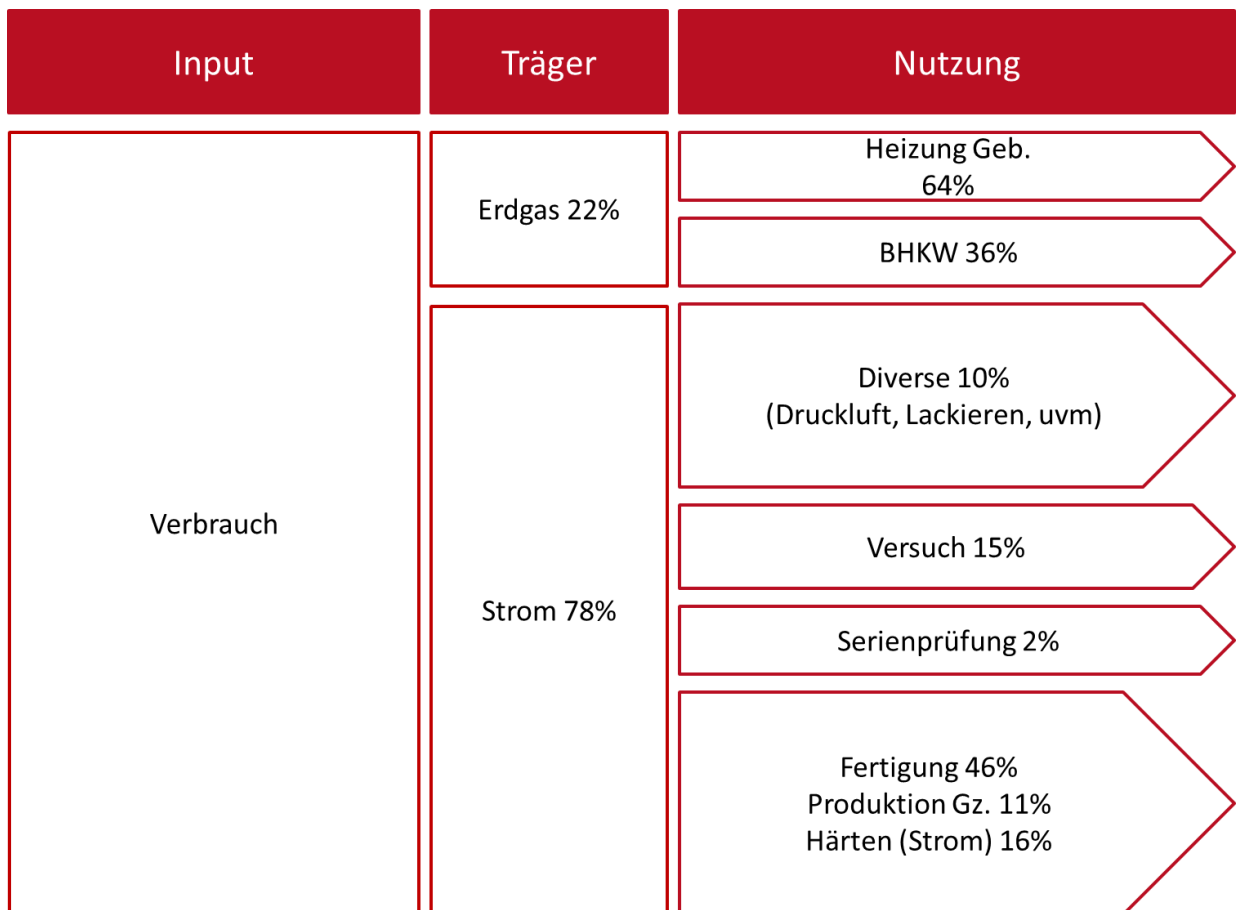 Input
Träger
Nutzung
Verbrauch
Erdgas 22%
Heizung Geb.
64%
BHKW 36%
Strom 78%
Diverse 10%
(Druckluft, Lackieren, uvm)
Versuch 15%
Serienprüfung 2%
Fertigung 46%
Produktion Gz. 11%
Härten (Strom) 16%